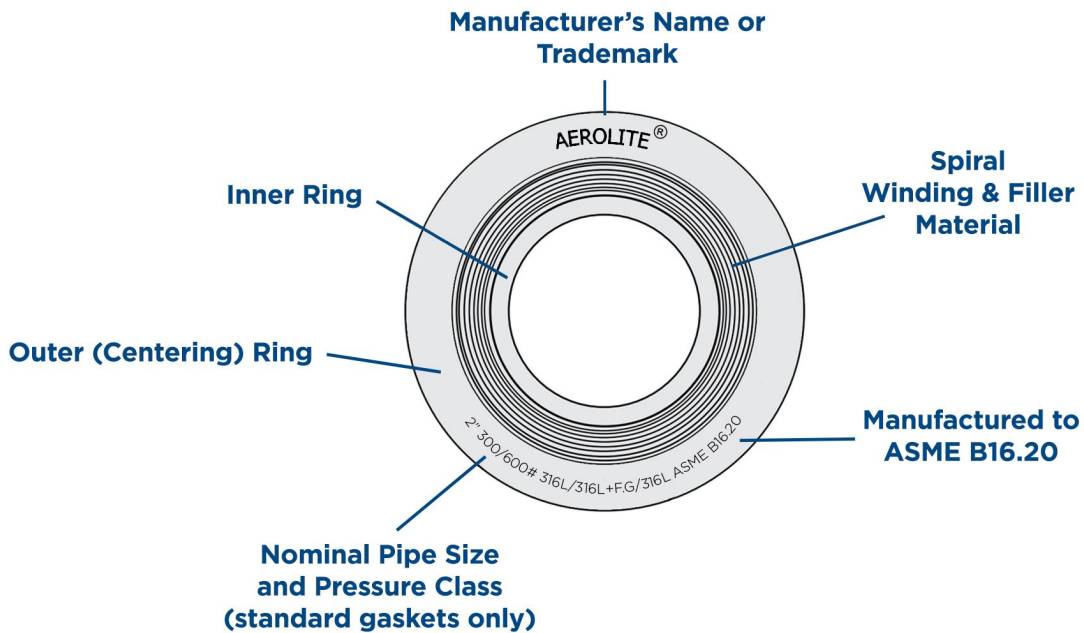 Manufacturer's Name or
Trademark
AEROLITE®
Inner Ring
Spiral
Winding & Filler
Material
Outer (Centering) Ring
2" 300/600# 316L/316L+F.G/316L ASME B16.20
Manufactured to
ASME B16.20
Nominal Pipe Size
and Pressure Class
(standard gaskets only)